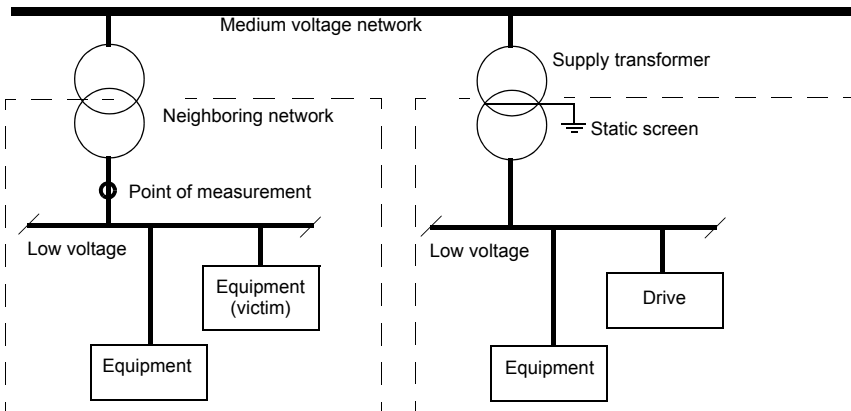 Medium voltage network
Supply transformer
Neighboring network
Static screen
Point of measurement
Low voltage
Low voltage
Equipment
(victim)
Drive
Equipment
Equipment